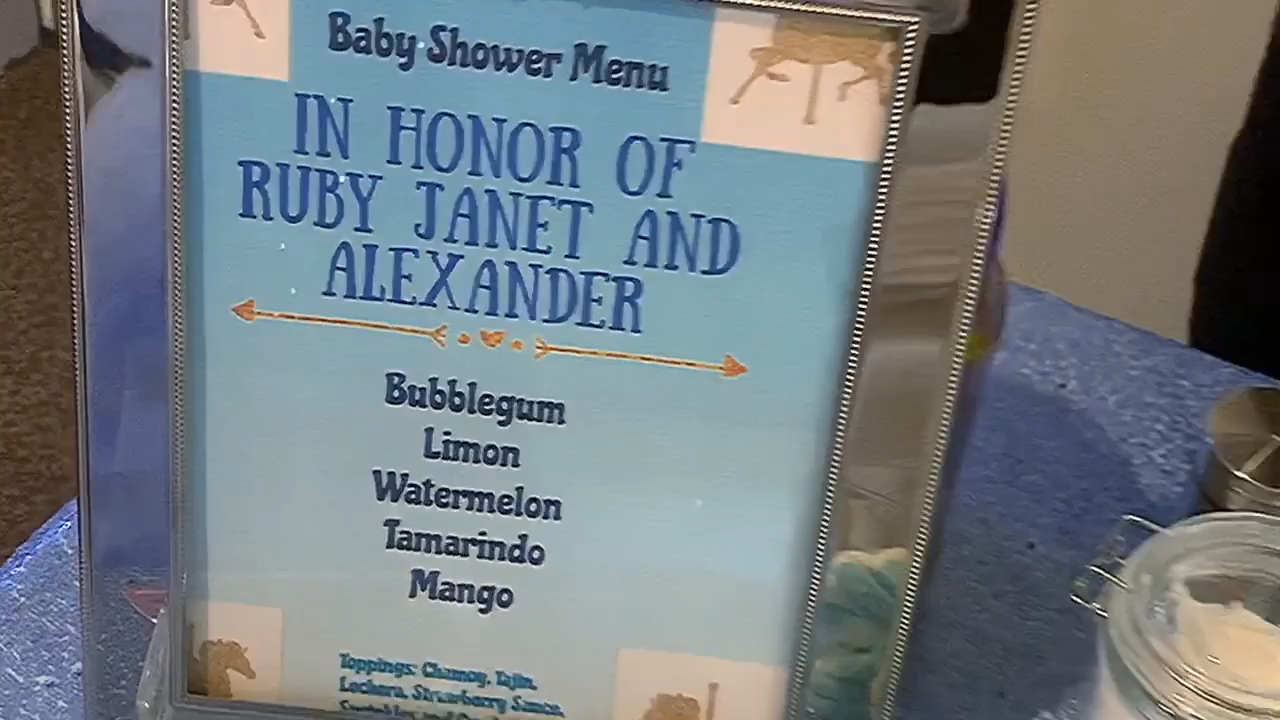 Baby Shower Menu
IN HONOR OF
RUBY JANET AND
ALEXANDER
Bubblegum
Limon
Watermelon
Tamarindo
Mango
Toppings: Chamoy, Tajin,
Lechera, Strawberry Sauce,